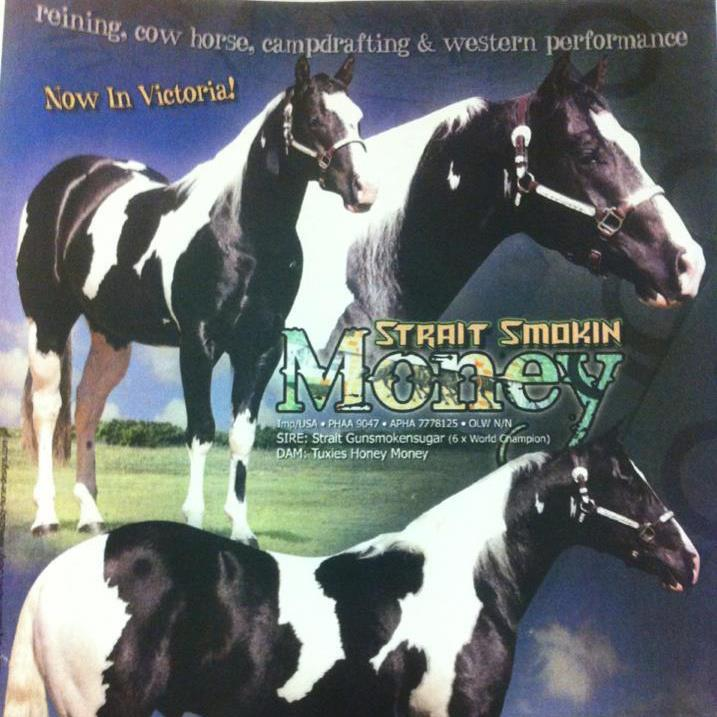 reining, cow horse, campdrafting & western performance
Now In Victoria!
STRAIT SMOKIN
Money
Imp/USA • PHAA 9047 • APHA 7778125 • OLW N/N
SIRE: Strait Gunsmokensugar (6 x World Champion)
DAM: Tuxies Honey Money